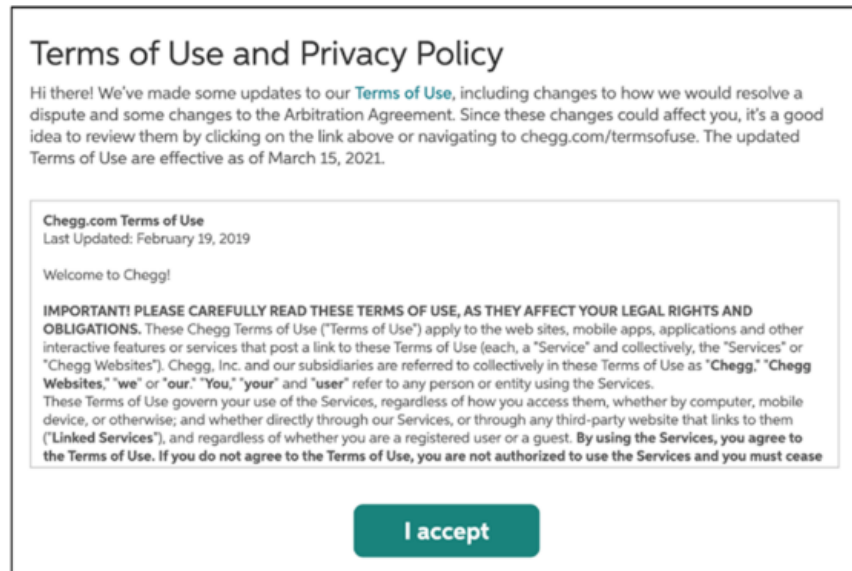 Terms of Use and Privacy Policy
Hi there! We've made some updates to our Terms of Use, including changes to how we would resolve a
dispute and some changes to the Arbitration Agreement. Since these changes could affect you, it's a good
idea to review them by clicking on the link above or navigating to chegg.com/termsofuse. The updated
Terms of Use are effective as of March 15, 2021.
Chegg.com Terms of Use
Last Updated: February 19, 2019
Welcome to Chegg!
IMPORTANT! PLEASE CAREFULLY READ THESE TERMS OF USE, AS THEY AFFECT YOUR LEGAL RIGHTS AND
OBLIGATIONS. These Chegg Terms of Use ("Terms of Use") apply to the web sites, mobile apps, applications and other
interactive features or services that post a link to these Terms of Use (each, a "Service" and collectively, the "Services" or
"Chegg Websites"). Chegg, Inc. and our subsidiaries are referred to collectively in these Terms of Use as "Chegg," "Chegg
Websites," "we" or "our." "You," "your" and "user" refer to any person or entity using the Services.
These Terms of Use govern your use of the Services, regardless of how you access them, whether by computer, mobile
device, or otherwise; and whether directly through our Services, or through any third-party website that links to them
("Linked Services"), and regardless of whether you are a registered user or a guest. By using the Services, you agree to
the Terms of Use. If you do not agree to the Terms of Use, you are not authorized to use the Services and you must cease
I accept